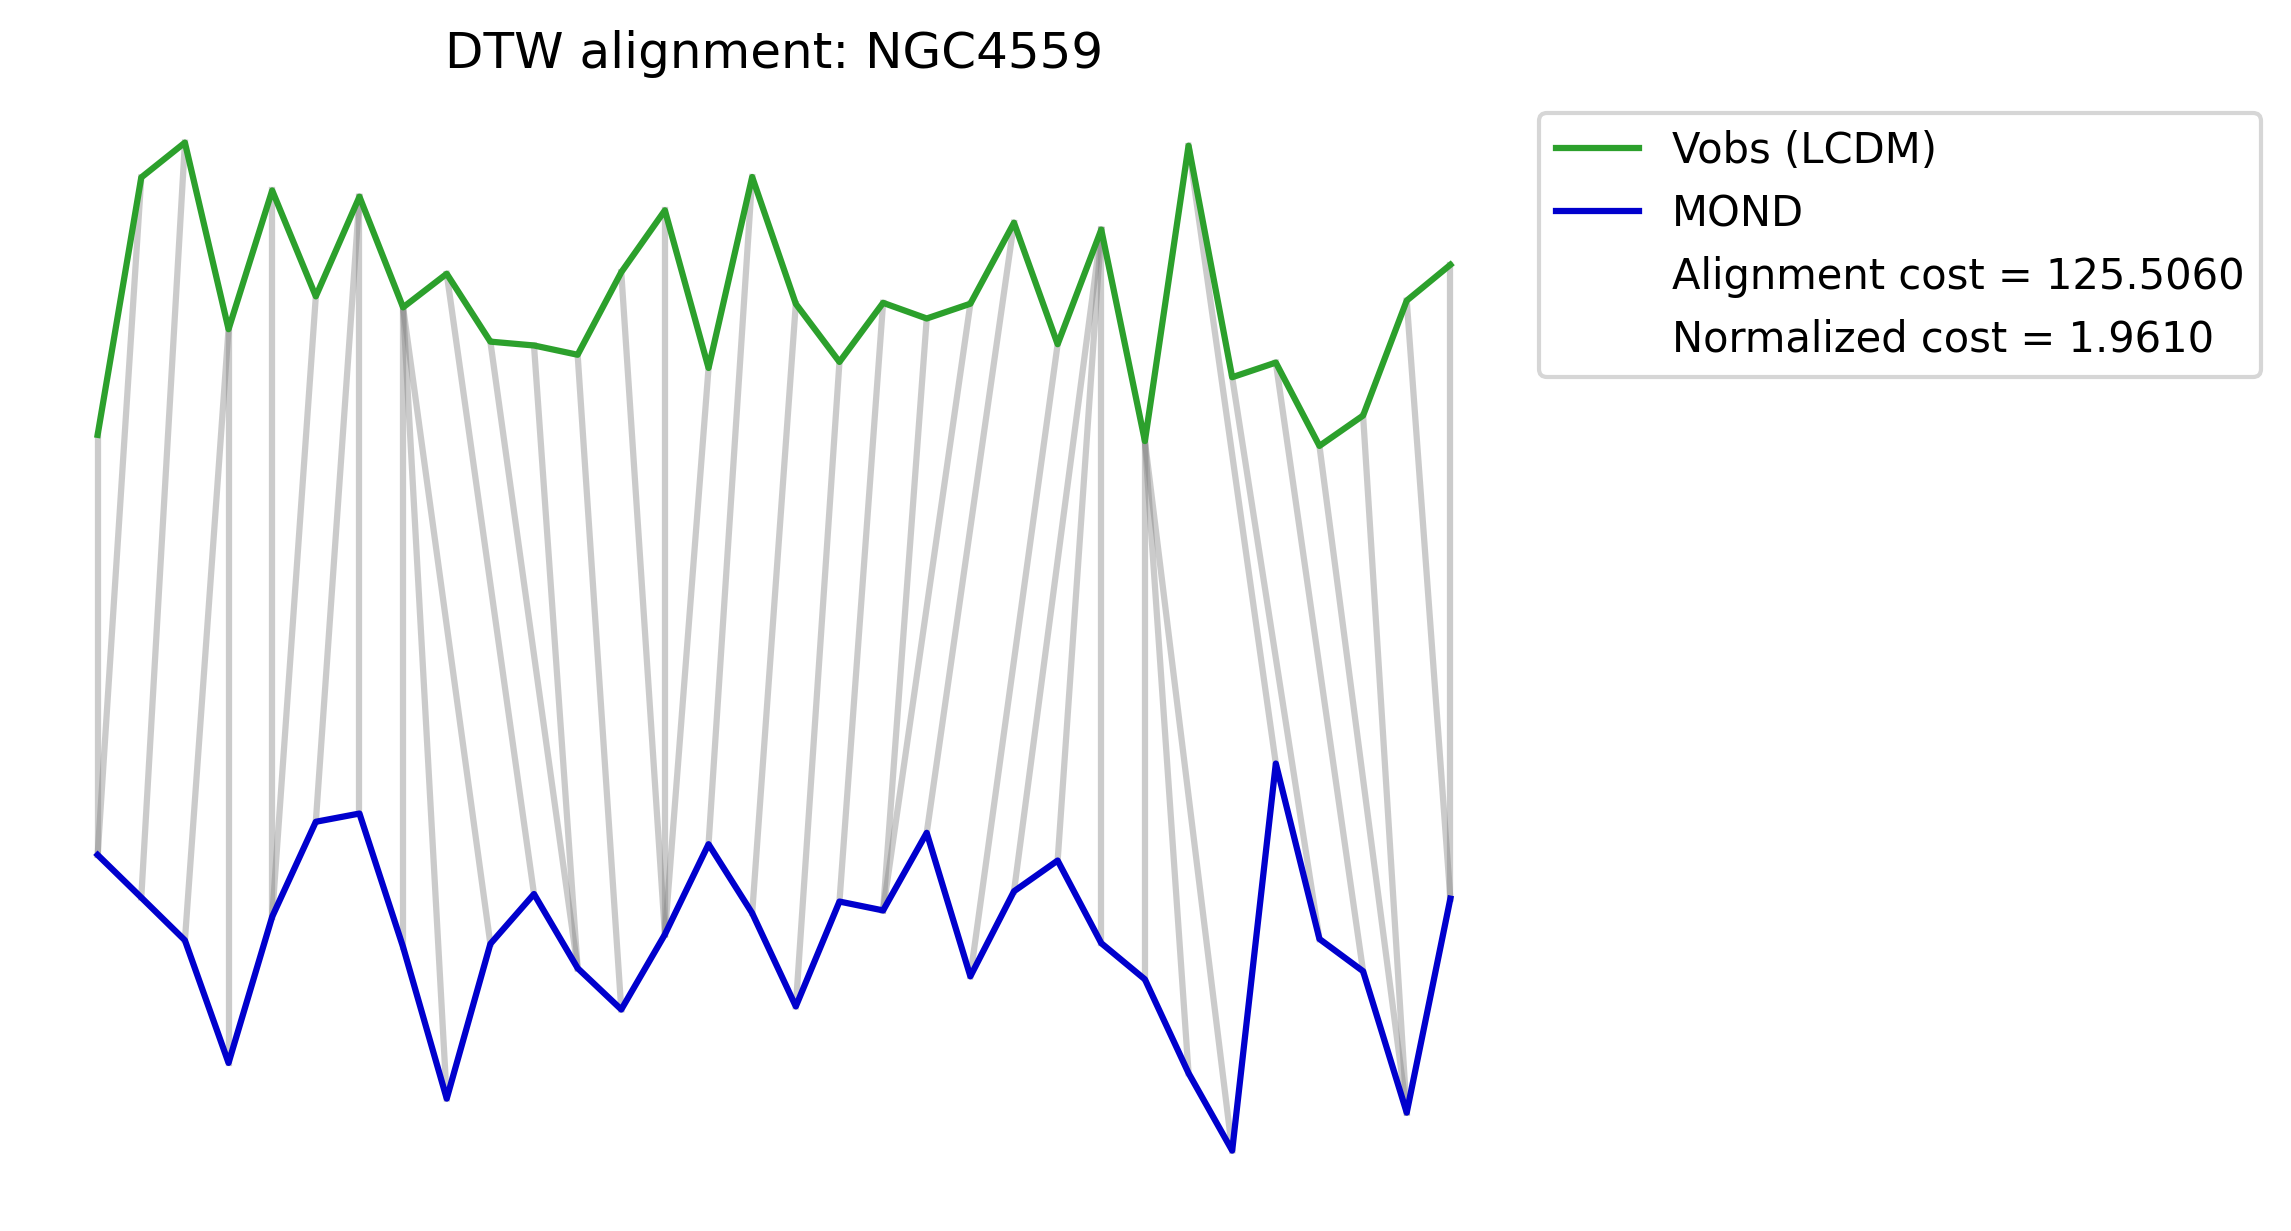 DTW alignment: NGC4559
Vobs (LCDM)
MOND
Alignment cost = 125.5060
Normalized cost = 1.9610